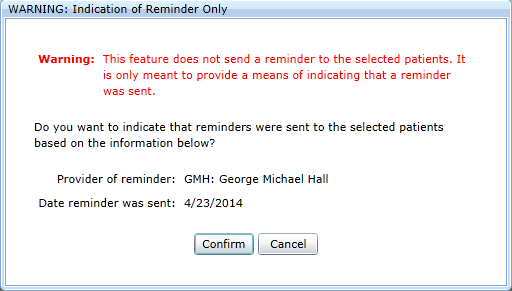 WARNING: Indication of Reminder Only
Warning: This feature does not send a reminder to the selected patients. It
is only meant to provide a means of indicating that a reminder
was sent.
Do you want to indicate that reminders were sent to the selected patients
based on the information below?
Provider of reminder: GMH: George Michael Hall
Date reminder was sent: 4/23/2014
Confirm Cancel